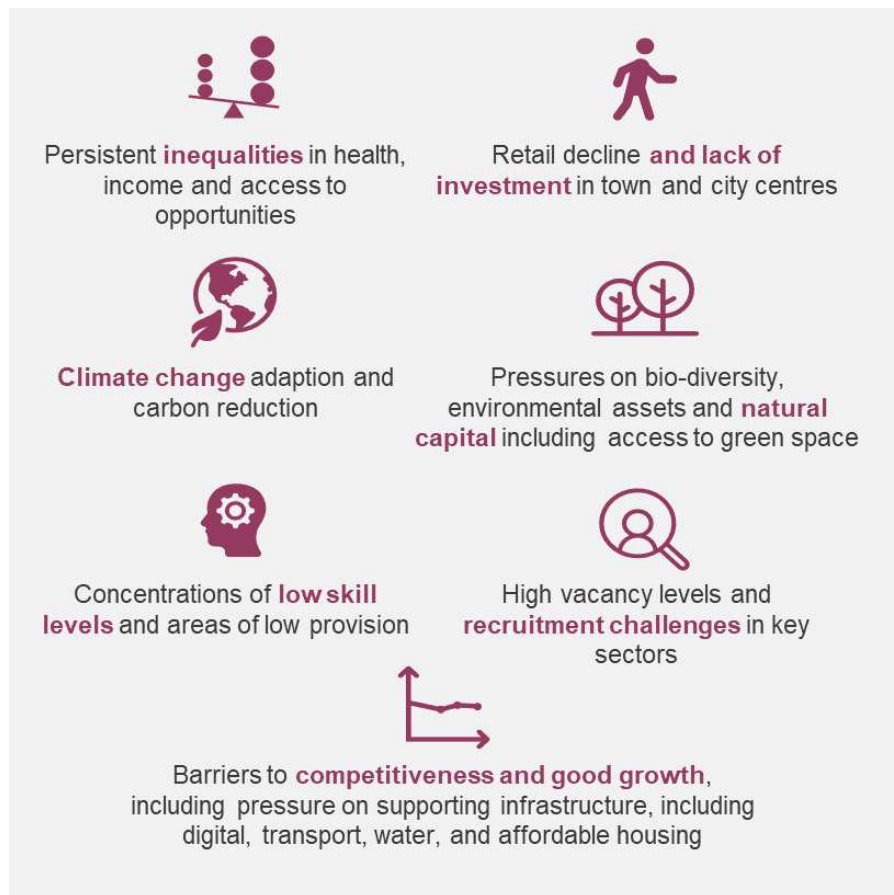 Persistent inequalities in health,
income and access to
opportunities
Retail decline and lack of
investment in town and city centres
Climate change adaption and
carbon reduction
Pressures on bio-diversity,
environmental assets and natural
capital including access to green space
Concentrations of low skill
levels and areas of low provision
High vacancy levels and
recruitment challenges in key
sectors
Barriers to competitiveness and good growth,
including pressure on supporting infrastructure, including
digital, transport, water, and affordable housing